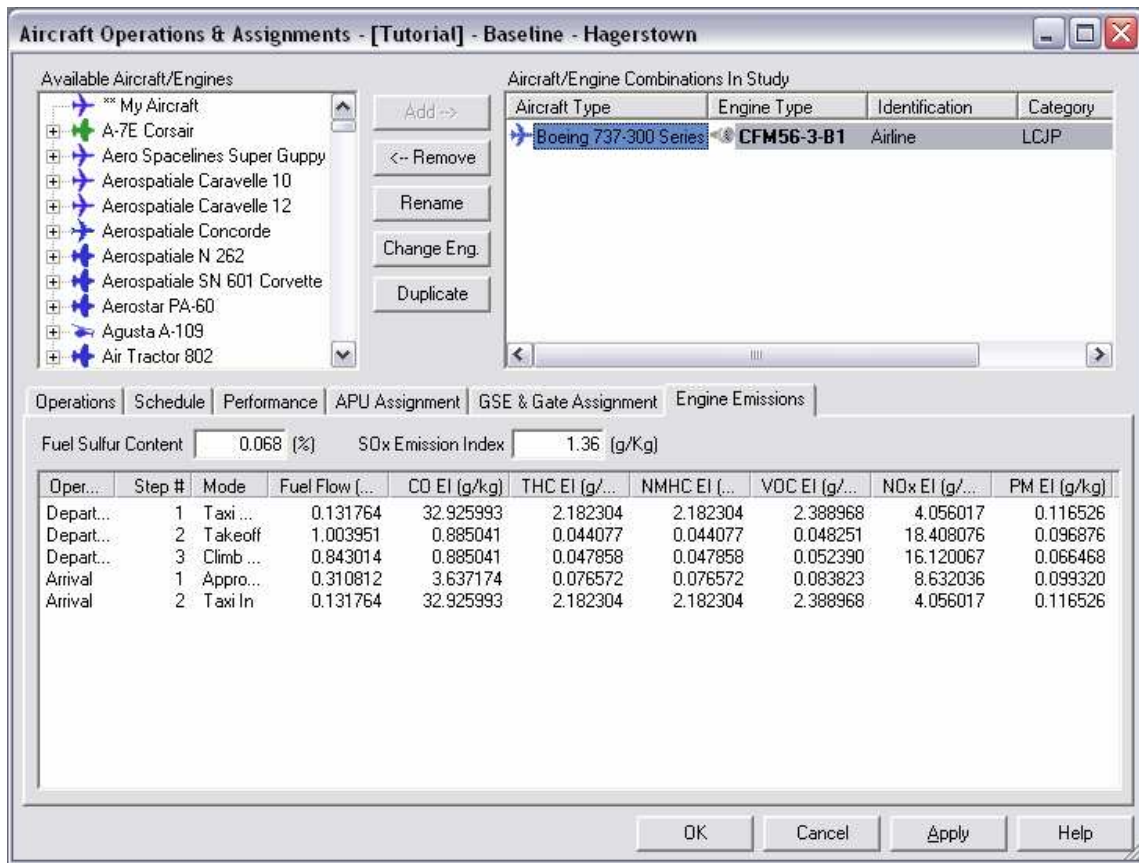 Aircraft Operations & Assignments - [Tutorial] - Baseline - Hagerstown
Available Aircraft/Engines
** My Aircraft
A-7E Corsair
Aero Spacelines Super Guppy
Aerospatiale Caravelle 10
Aerospatiale Caravelle 12
Aerospatiale Concorde
Aerospatiale N 262
Aerospatiale SN 601 Corvette
Aerostar PA-60
Agusta A-109
Air Tractor 802
Add -->
<-- Remove
Rename
Change Eng.
Duplicate
Aircraft/Engine Combinations In Study
Aircraft Type Engine Type Identification Category
Boeing 737-300 Series CFM56-3-B1 Airline LCJP
Operations Schedule Performance APU Assignment GSE & Gate Assignment Engine Emissions
Fuel Sulfur Content 0.068 (%) SOx Emission Index 1.36 (g/Kg)
Oper... Step # Mode Fuel Flow (... CO EI (g/kg) THC EI (g/... NMHC EI (... VOC EI (g/... NOx EI (g/... PM EI (g/kg)
Depart... 1 Taxi ... 0.131764 32.925993 2.182304 2.182304 2.388968 4.056017 0.116526
Depart... 2 Takeoff 1.003951 0.885041 0.044077 0.044077 0.048251 18.408076 0.096876
Depart... 3 Climb ... 0.843014 0.885041 0.047858 0.047858 0.052390 16.120067 0.066468
Arrival 1 Appro... 0.310812 3.637174 0.076572 0.076572 0.083823 8.632036 0.099320
Arrival 2 Taxi In 0.131764 32.925993 2.182304 2.182304 2.388968 4.056017 0.116526
OK Cancel Apply Help